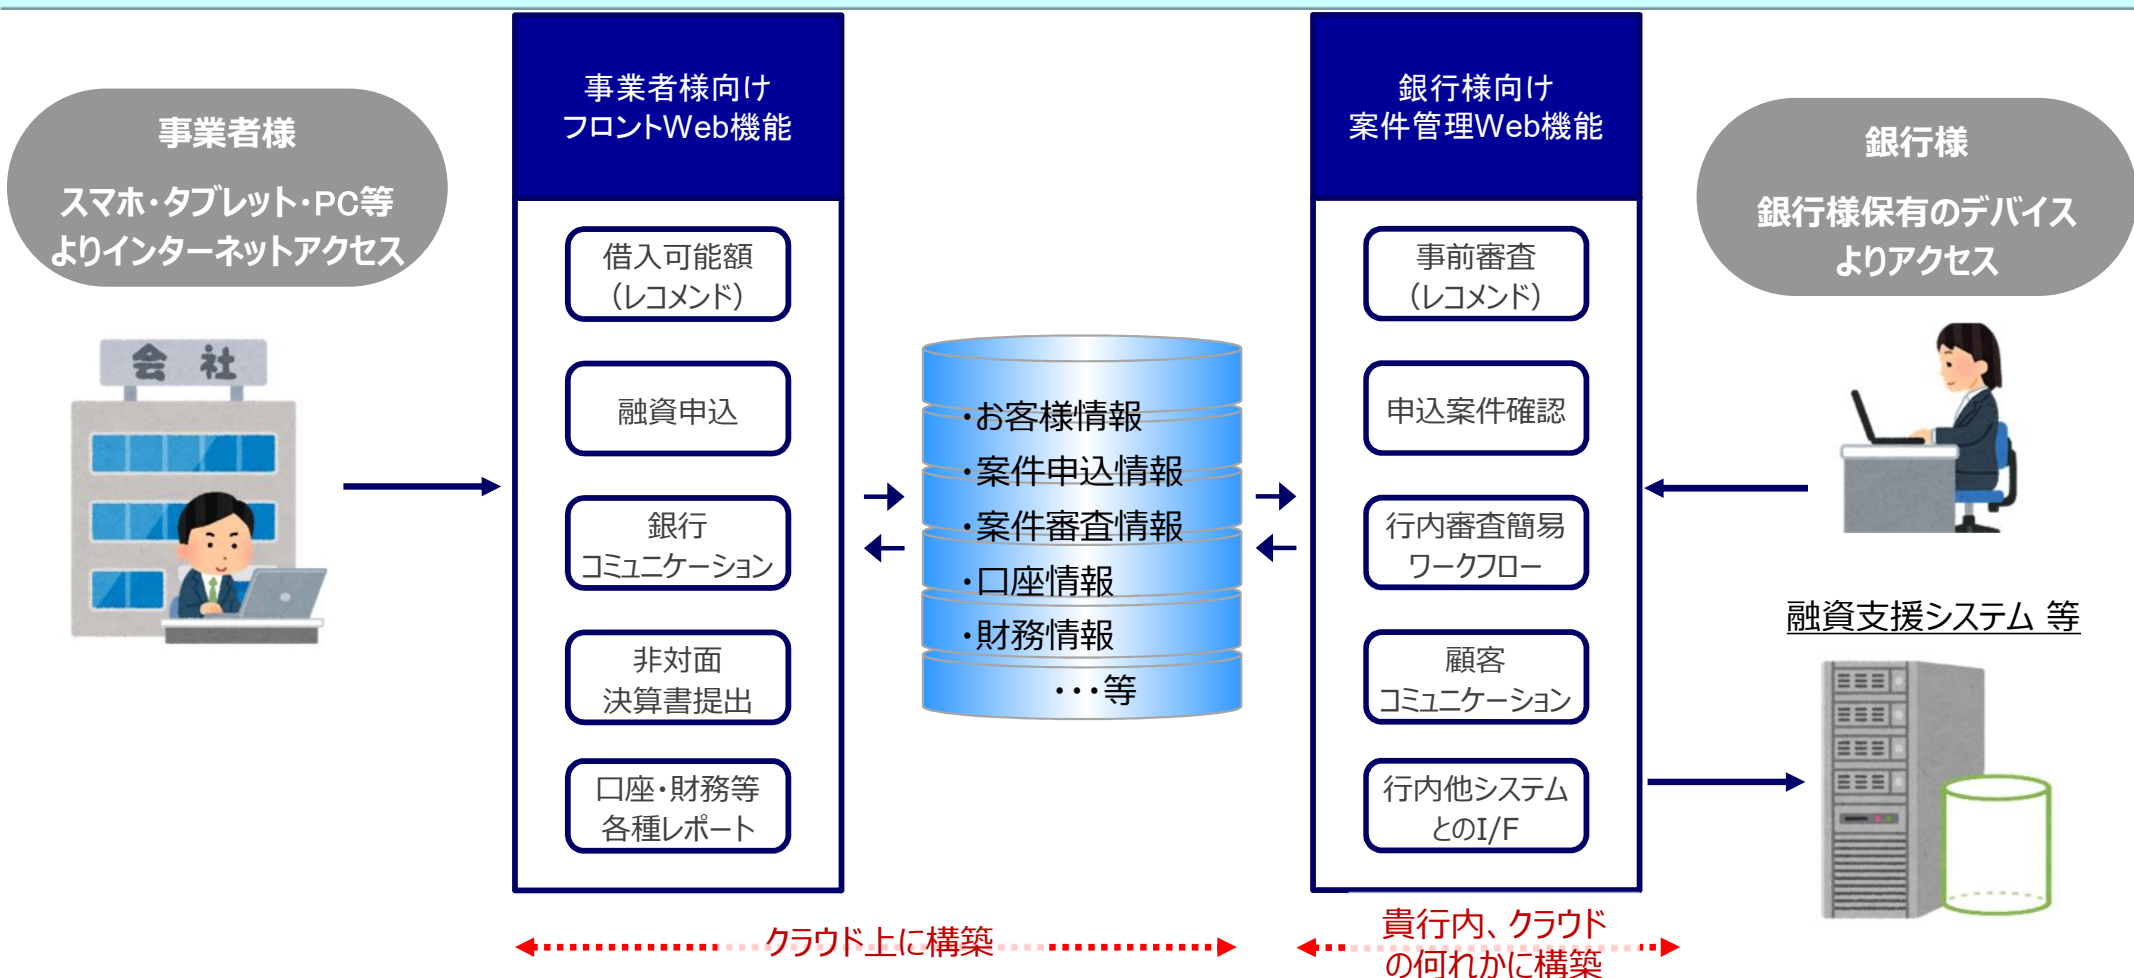 事業者様
スマホ・タブレット・PC等
よりインターネットアクセス
会社
事業者様向け
フロントWeb機能
借入可能額
（レコメンド）
融資申込
銀行
コミュニケーション
非対面
決算書提出
口座・財務等
各種レポート
・お客様情報
・案件申込情報
・案件審査情報
・口座情報
・財務情報
・・・等
銀行様向け
案件管理Web機能
事前審査
（レコメンド）
申込案件確認
行内審査簡易
ワークフロー
顧客
コミュニケーション
行内他システム
とのI/F
銀行様
銀行様保有のデバイス
よりアクセス
融資支援システム 等
クラウド上に構築
貴行内、クラウド
の何れかに構築